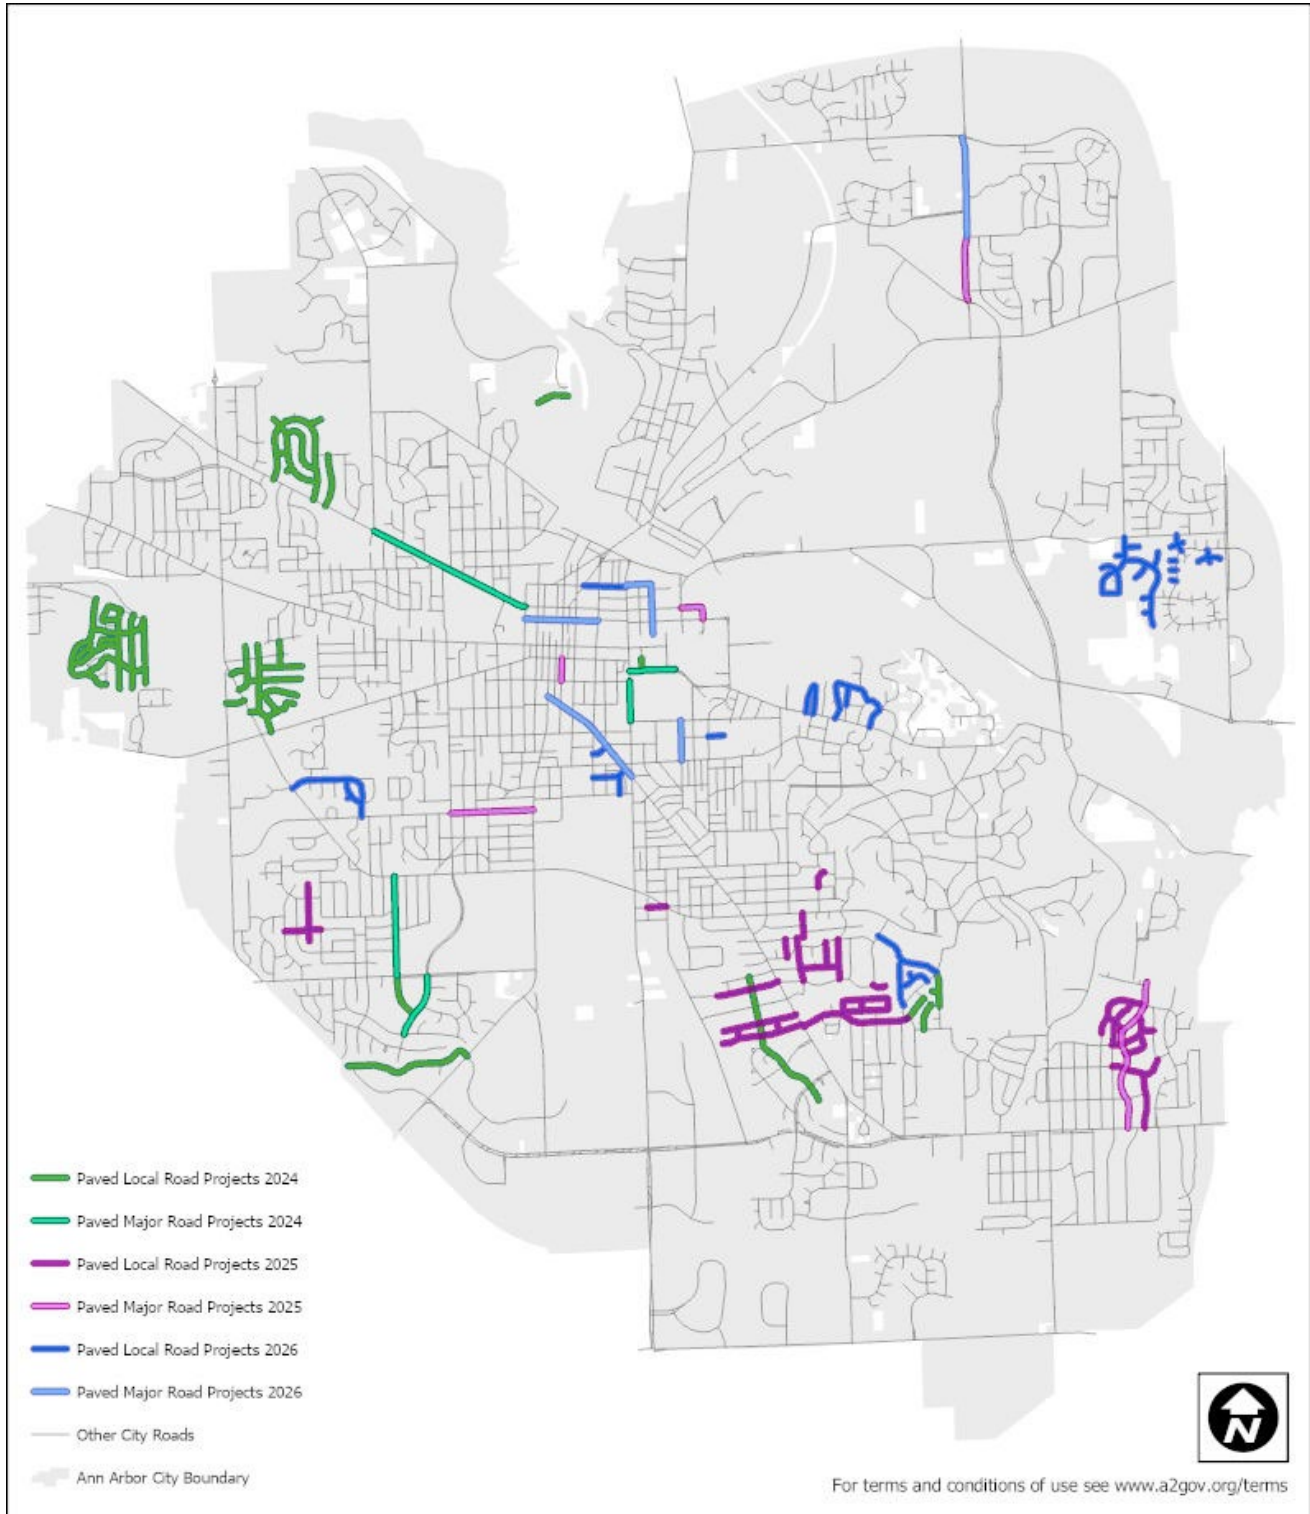 Paved Local Road Projects 2024
Paved Major Road Projects 2024
Paved Local Road Projects 2025
Paved Major Road Projects 2025
Paved Local Road Projects 2026
Paved Major Road Projects 2026
Other City Roads
Ann Arbor City Boundary
N
For terms and conditions of use see www.a2gov.org/terms